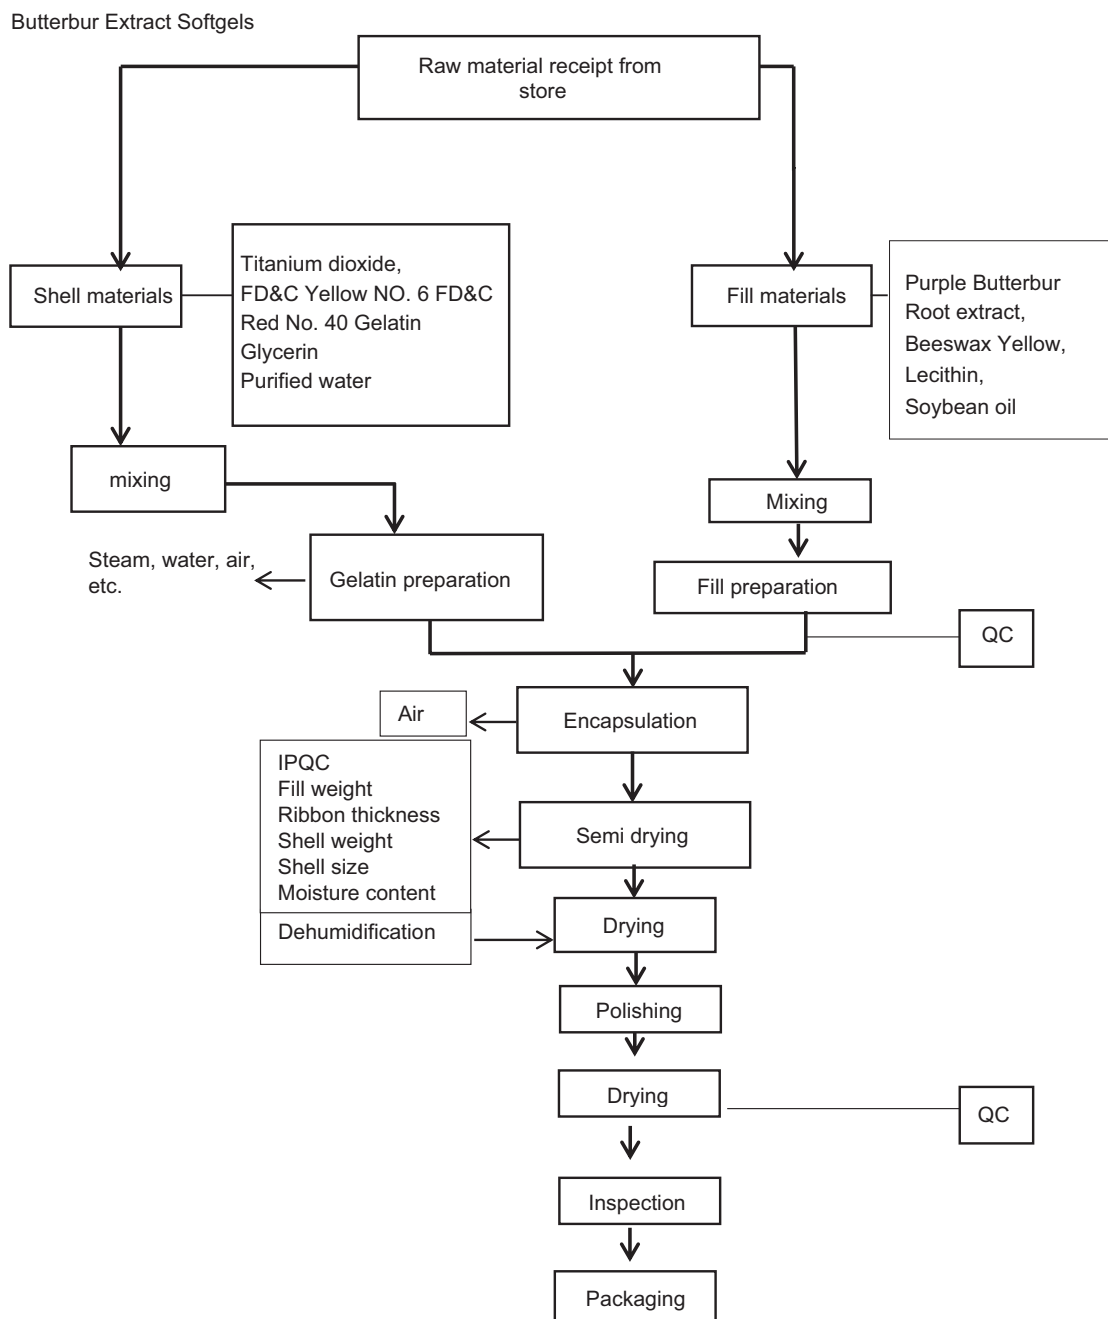 Butterbur Extract Softgels
Raw material receipt from
store
Shell materials
Titanium dioxide,
FD&C Yellow NO. 6 FD&C
Red No. 40 Gelatin
Glycerin
Purified water
Fill materials
Purple Butterbur
Root extract,
Beeswax Yellow,
Lecithin,
Soybean oil
mixing
Mixing
Steam, water, air,
etc.
Gelatin preparation
Fill preparation
QC
Air
Encapsulation
IPQC
Fill weight
Ribbon thickness
Shell weight
Shell size
Moisture content
Semi drying
Dehumidification
Drying
Polishing
Drying
QC
Inspection
Packaging